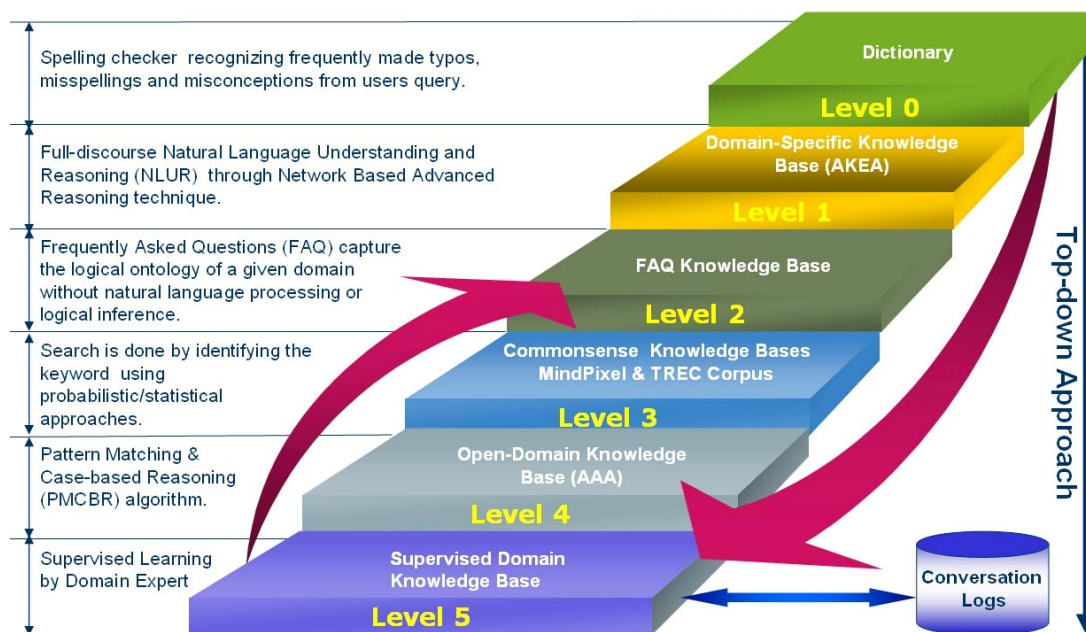 Spelling checker recognizing frequently made typos,
misspellings and misconceptions from users query.
Dictionary
Level 0
Full-discourse Natural Language Understanding and
Reasoning (NLUR) through Network Based Advanced
Reasoning technique.
Domain-Specific Knowledge
Base (AKEA)
Level 1
Frequently Asked Questions (FAQ) capture
the logical ontology of a given domain
without natural language processing or
logical inference.
FAQ Knowledge Base
Level 2
Search is done by identifying the
keyword using
probabilistic/statistical
approaches.
Commonsense Knowledge Bases
MindPixel & TREC Corpus
Level 3
Pattern Matching &
Case-based Reasoning
(PMCBR) algorithm.
Open-Domain Knowledge
Base (AAA)
Level 4
Supervised Learning
by Domain Expert
Supervised Domain
Knowledge Base
Level 5
Top-down Approach
Conversation
Logs